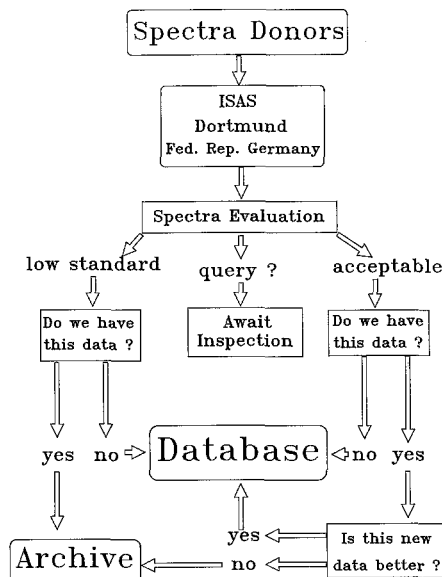 Spectra Donors
ISAS
Dortmund
Fed. Rep. Germany
Spectra Evaluation
low standard
query ?
acceptable
Do we have
this data ?
Await
Inspection
Do we have
this data ?
yes
no
Database
no
yes
yes
no
Is this new
data better ?
Archive